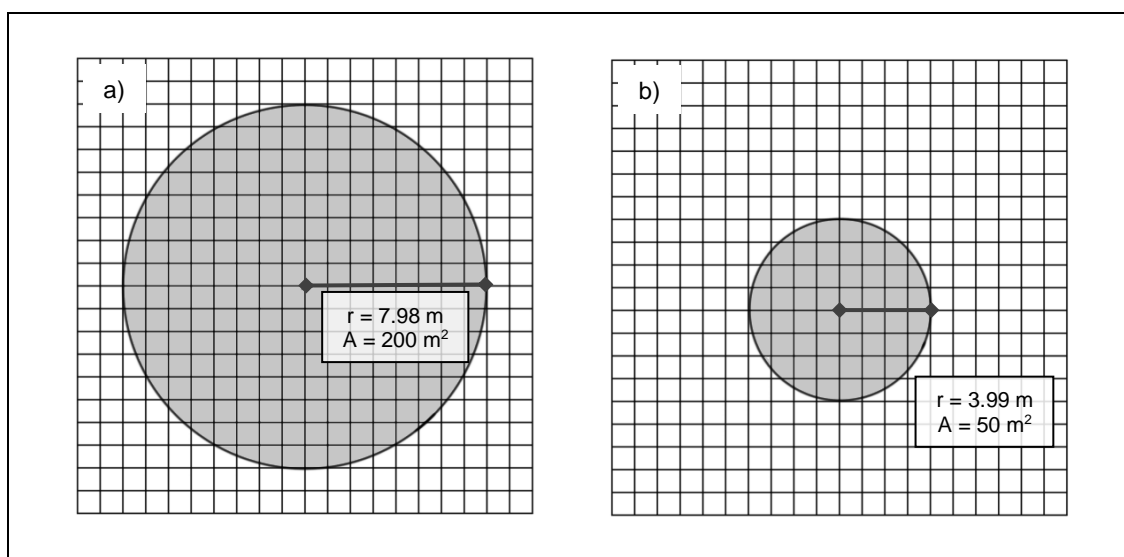 a)
r = 7.98 m
A = 200 m²
b)
r = 3.99 m
A = 50 m²